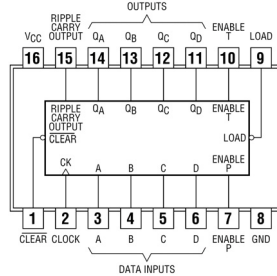 OUTPUTS
VCC
RIPPLE
CARRY
OUTPUT
QA
QB
QC
QD
ENABLE
T
LOAD
16
15
14
13
12
11
10
9
RIPPLE
CARRY
OUTPUT
QA
QB
QC
QD
ENABLE
T
CLEAR
LOAD
CK
A
B
C
D
ENABLE
P
1
2
3
4
5
6
7
8
CLEAR
CLOCK
A
B
C
D
ENABLE
P
GND
DATA INPUTS